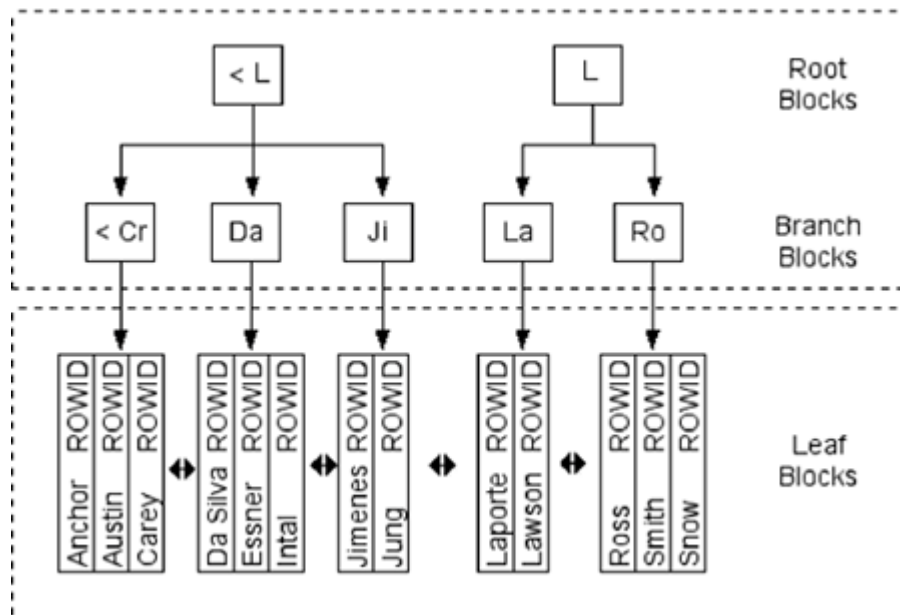 < L
L
Root
Blocks
< Cr
Da
Ji
La
Ro
Branch
Blocks
Anchor ROWID
Austin ROWID
Carey ROWID
Da Silva ROWID
Essner ROWID
Intal ROWID
Jimenes ROWID
Jung ROWID
Laporte ROWID
Lawson ROWID
Ross ROWID
Smith ROWID
Snow ROWID
Leaf
Blocks